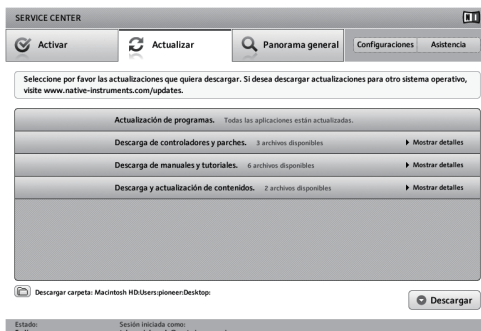 SERVICE CENTER
Activar
Actualizar
Panorama general
Configuraciones
Asistencia
Seleccione por favor las actualizaciones que quiera descargar. Si desea descargar actualizaciones para otro sistema operativo,
visite www.native-instruments.com/updates.
Actualización de programas. Todas las aplicaciones están actualizadas.
Descarga de controladores y parches. 3 archivos disponibles Mostrar detalles
Descarga de manuales y tutoriales. 6 archivos disponibles Mostrar detalles
Descarga y actualización de contenidos. 2 archivos disponibles Mostrar detalles
Descargar carpeta: Macintosh HD:Users:pioneer:Desktop:
Descargar
Estado: Sesión iniciada como: